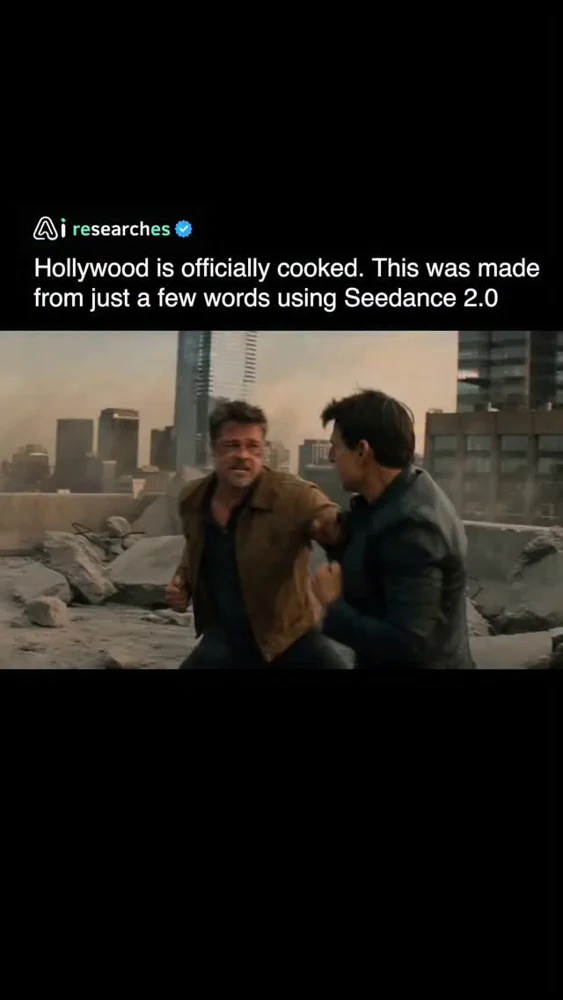 Ai researches
Hollywood is officially cooked. This was made
from just a few words using Seedance 2.0